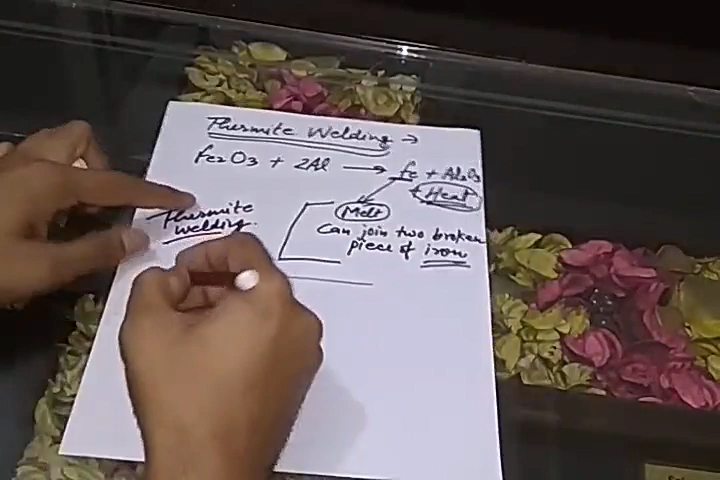 Thermite Welding →
Fe2O3 + 2Al → Fe + Al2O3
+ Heat
Thermite
welding.
Melt
Can join two broken
piece of iron